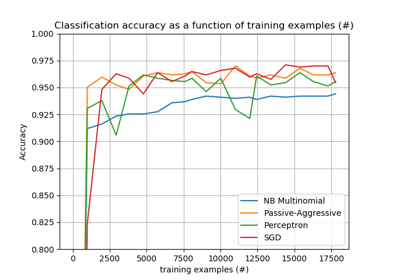 Classification accuracy as a function of training examples (#)
1.000
0.975
0.950
0.925
0.900
0.875
0.850
0.825
0.800
Accuracy
NB Multinomial
Passive-Aggressive
Perceptron
SGD
0 2500 5000 7500 10000 12500 15000 17500
training examples (#)